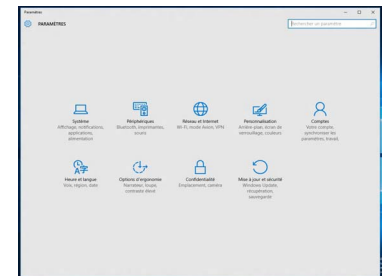 Paramètres
PARAMÈTRES
Rechercher un paramètre
Système
Affichage, notifications,
applications,
alimentation
Périphériques
Bluetooth, imprimantes,
souris
Réseau et Internet
Wi-Fi, mode Avion, VPN
Personnalisation
Arrière-plan, écran de
verrouillage, couleurs
Comptes
Votre compte,
synchroniser les
paramètres, travail,
Heure et langue
Voix, région, date
Options d'ergonomie
Narrateur, loupe,
contraste élevé
Confidentialité
Emplacement, caméra
Mise à jour et sécurité
Windows Update,
récupération,
sauvegarde